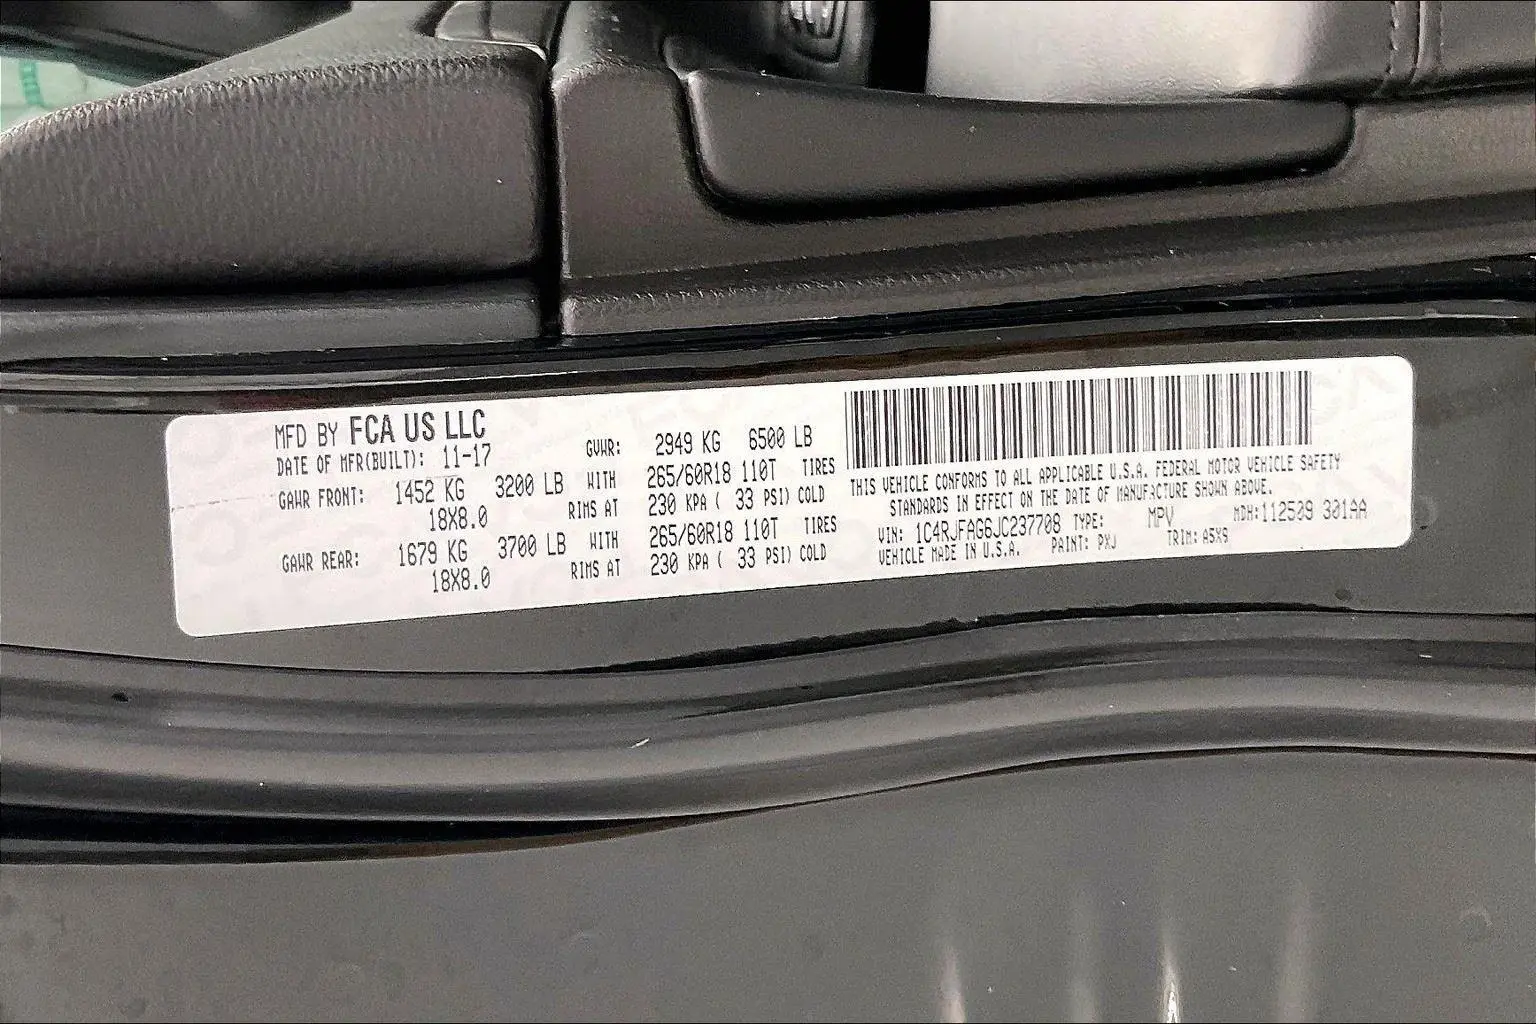 MFD BY FCA US LLC
DATE OF MFR(BUILT): 11-17 GVWR: 2949 KG 6500 LB
GAWR FRONT: 1452 KG 3200 LB WITH 265/60R18 110T TIRES
18X8.0 RIMS AT 230 KPA ( 33 PSI) COLD
GAWR REAR: 1679 KG 3700 LB WITH 265/60R18 110T TIRES
18X8.0 RIMS AT 230 KPA ( 33 PSI) COLD
THIS VEHICLE CONFORMS TO ALL APPLICABLE U.S.A. FEDERAL MOTOR VEHICLE SAFETY
STANDARDS IN EFFECT ON THE DATE OF MANUFACTURE SHOWN ABOVE.
VIN: 1C4RJFAG6JC237708 TYPE: MPV MDH:112509 301AA
VEHICLE MADE IN U.S.A. PAINT: PXJ TRIM: A5X9